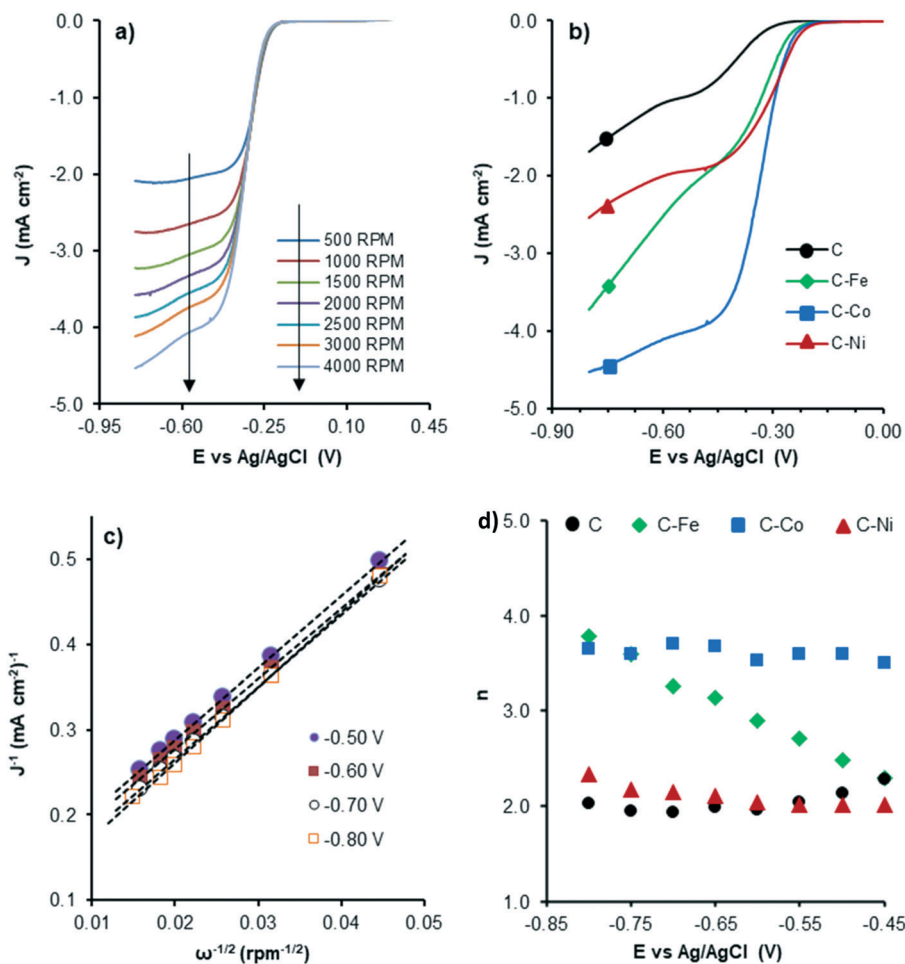 a)
0.0
-1.0
-2.0
-3.0
-4.0
-5.0
J (mA cm-2)
500 RPM
1000 RPM
1500 RPM
2000 RPM
2500 RPM
3000 RPM
4000 RPM
-0.95 -0.60 -0.25 0.10 0.45
E vs Ag/AgCl (V)
b)
0.0
-1.0
-2.0
-3.0
-4.0
-5.0
J (mA cm-2)
C
C-Fe
C-Co
C-Ni
-0.90 -0.60 -0.30 0.00
E vs Ag/AgCl (V)
c)
0.5
0.4
0.3
0.2
0.1
J-1 (mA cm-2)-1
-0.50 V
-0.60 V
-0.70 V
-0.80 V
0.01 0.02 0.03 0.04 0.05
ω-1/2 (rpm-1/2)
d)
C C-Fe C-Co C-Ni
5.0
4.0
3.0
2.0
1.0
n
-0.85 -0.75 -0.65 -0.55 -0.45
E vs Ag/AgCl (V)